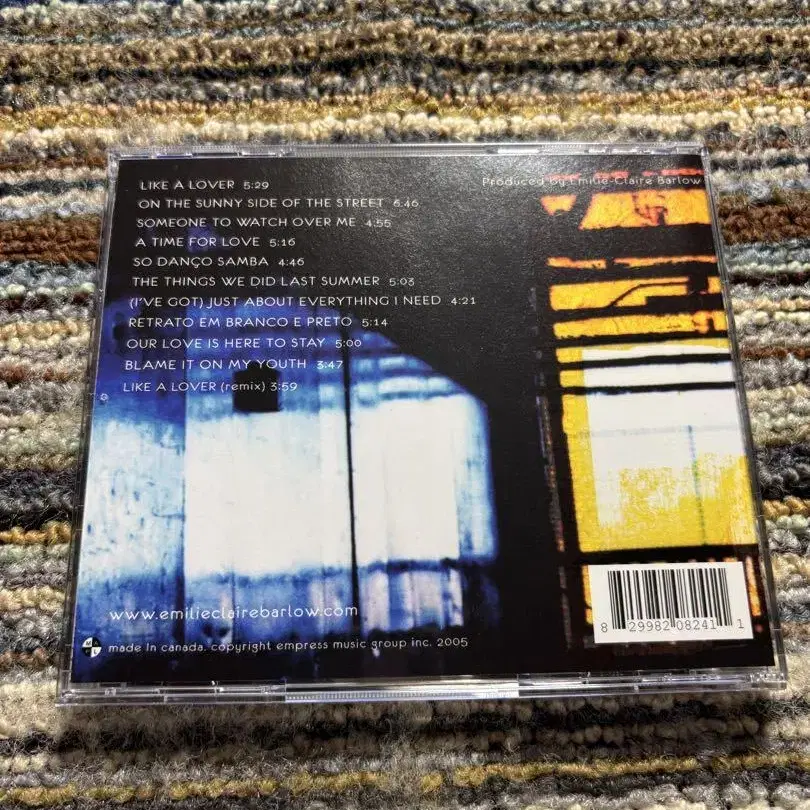 LIKE A LOVER 5:29
Produced by Emilie-Claire Barlow
ON THE SUNNY SIDE OF THE STREET 6:46
SOMEONE TO WATCH OVER ME 4:55
A TIME FOR LOVE 5:16
SO DANÇO SAMBA 4:46
THE THINGS WE DID LAST SUMMER 5:03
(I'VE GOT) JUST ABOUT EVERYTHING I NEED 4:21
RETRATO EM BRANCO E PRETO 5:14
OUR LOVE IS HERE TO STAY 5:00
BLAME IT ON MY YOUTH 3:47
LIKE A LOVER (remix) 3:59
www.emilieclairebarlow.com
8 29982 08241 1
made in canada. copyright empress music group inc. 2005